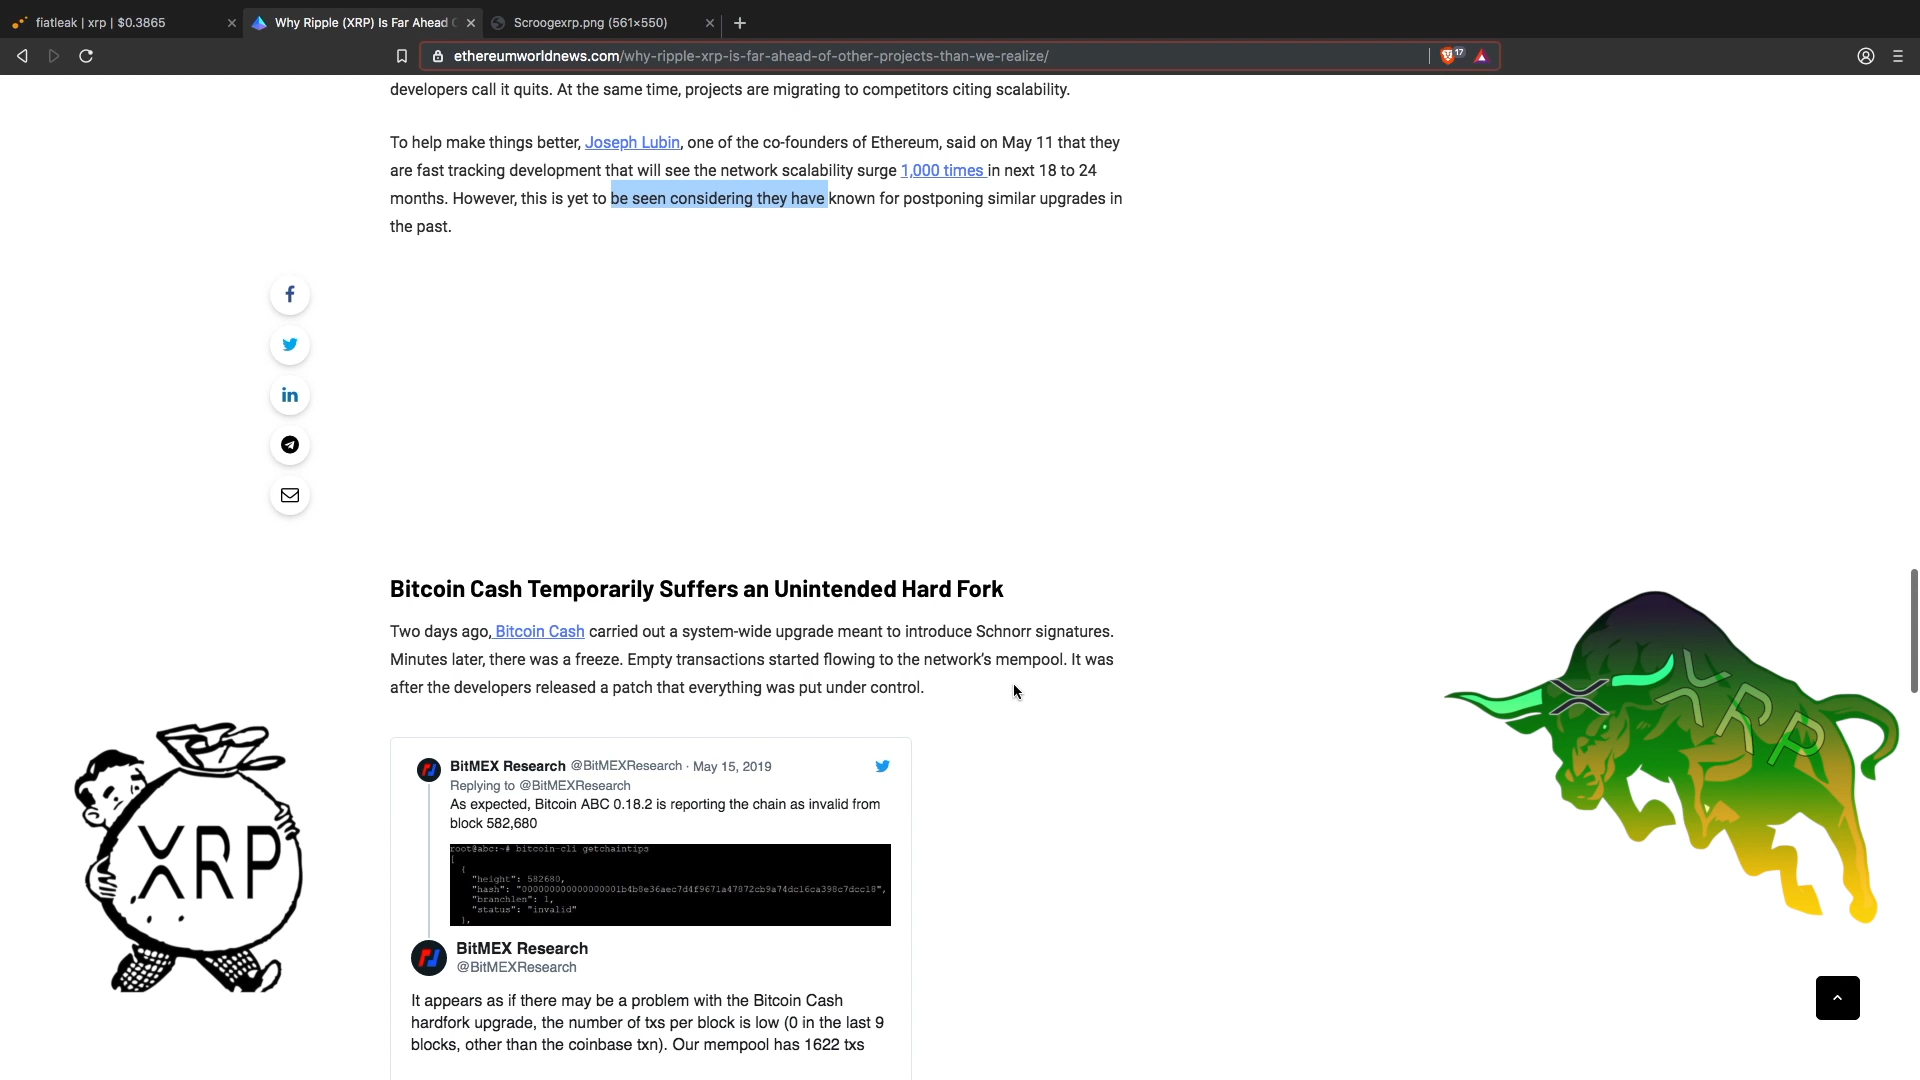 fiatleak | xrp | $0.3865
Why Ripple (XRP) Is Far Ahead
Scroogexrp.png (561×550)
ethereumworldnews.com/why-ripple-xrp-is-far-ahead-of-other-projects-than-we-realize/
17
developers call it quits. At the same time, projects are migrating to competitors citing scalability.
To help make things better, Joseph Lubin, one of the co-founders of Ethereum, said on May 11 that they
are fast tracking development that will see the network scalability surge 1,000 times in next 18 to 24
months. However, this is yet to be seen considering they have known for postponing similar upgrades in
the past.
Bitcoin Cash Temporarily Suffers an Unintended Hard Fork
Two days ago, Bitcoin Cash carried out a system-wide upgrade meant to introduce Schnorr signatures.
Minutes later, there was a freeze. Empty transactions started flowing to the network's mempool. It was
after the developers released a patch that everything was put under control.
BitMEX Research @BitMEXResearch · May 15, 2019
Replying to @BitMEXResearch
As expected, Bitcoin ABC 0.18.2 is reporting the chain as invalid from
block 582,680
root@abc:~# bitcoin-cli getchaintips
[
{
"height": 582680,
"branchlen": 1,
"status": "invalid"
},
BitMEX Research
@BitMEXResearch
It appears as if there may be a problem with the Bitcoin Cash
hardfork upgrade, the number of txs per block is low (0 in the last 9
blocks, other than the coinbase txn). Our mempool has 1622 txs
XRP
XRP